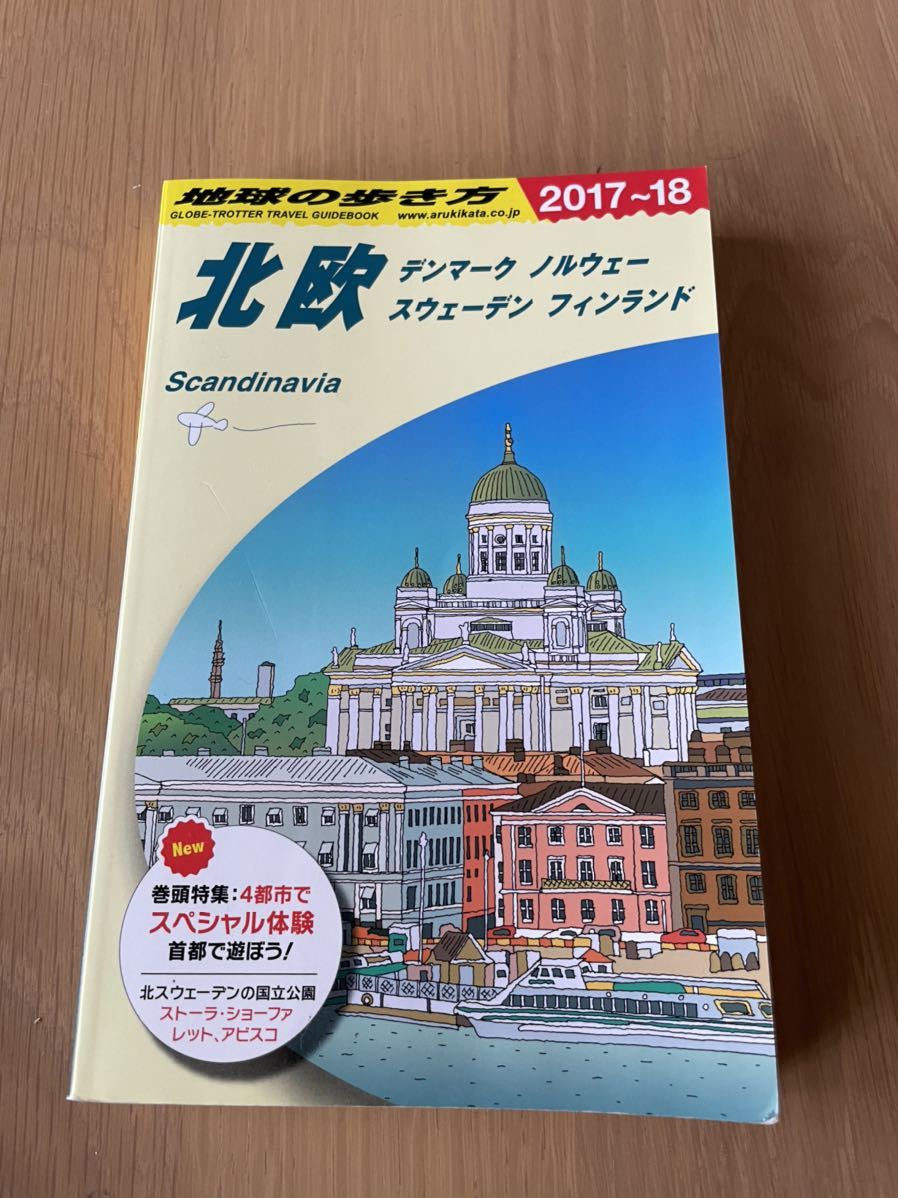 地球の歩き方
GLOBE-TROTTER TRAVEL GUIDEBOOK www.arukikata.co.jp
2017~18
北欧
デンマーク ノルウェー
スウェーデン フィンランド
Scandinavia
New
巻頭特集:4都市で
スペシャル体験
首都で遊ぼう!
北スウェーデンの国立公園
ストーラ・ショーファ
レット、アビスコ